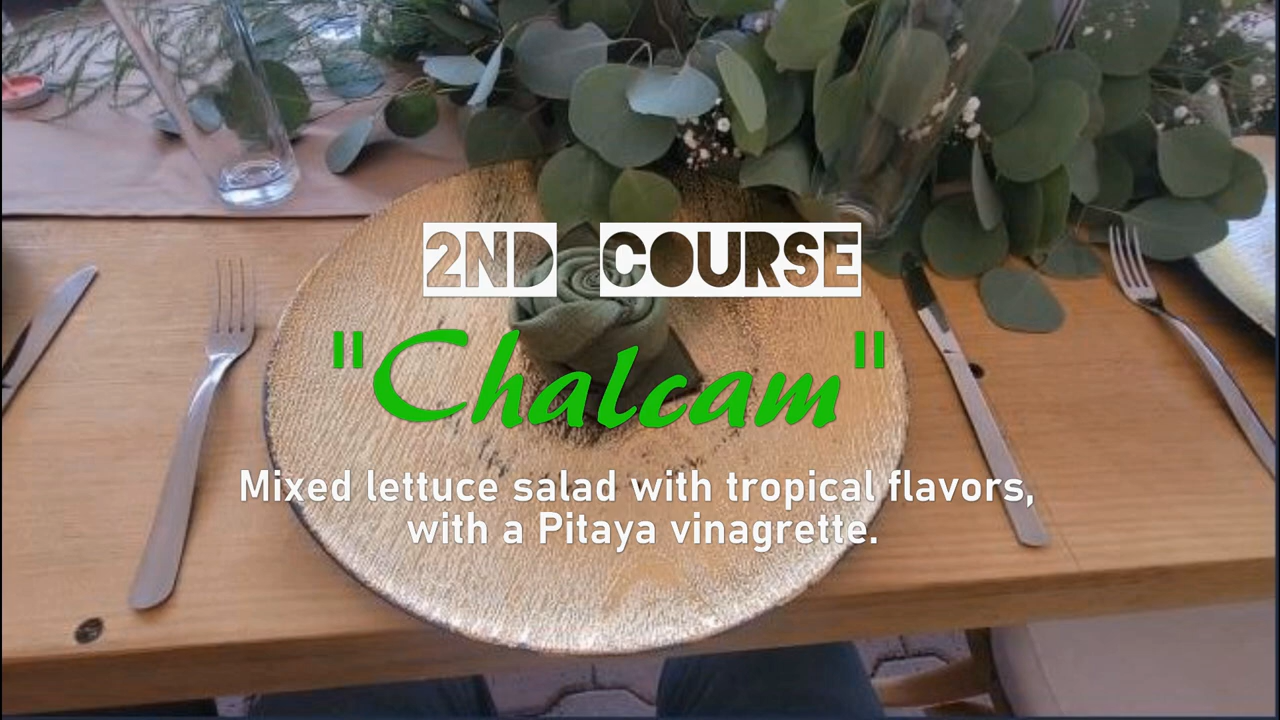 2ND COURSE
"Chalcam"
Mixed lettuce salad with tropical flavors,
with a Pitaya vinagrette.